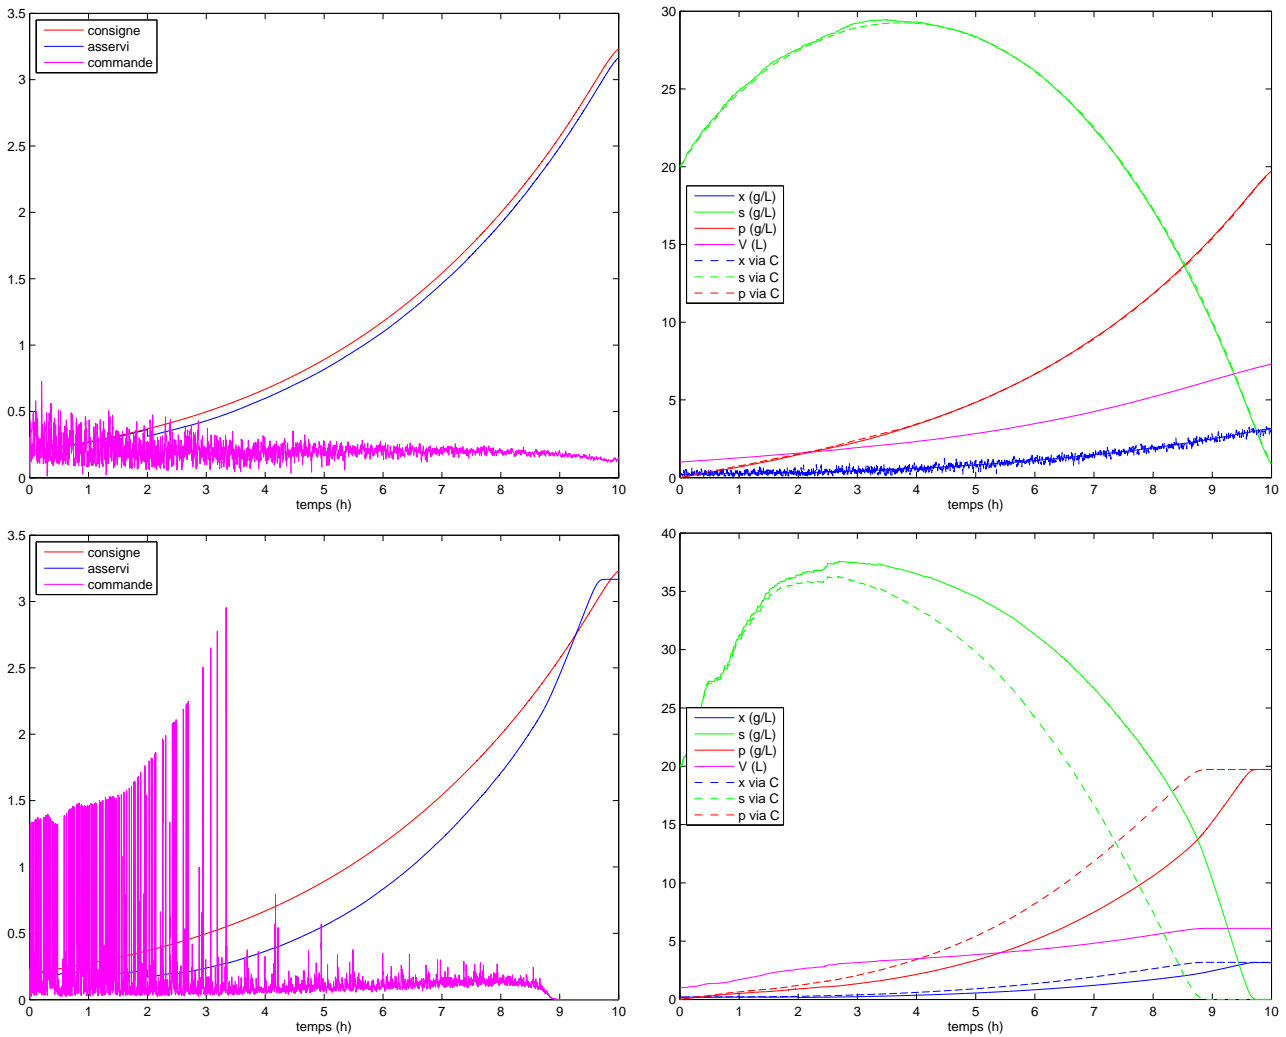 3.5
3
2.5
2
1.5
1
0.5
0
consigne
asservi
commande
0 1 2 3 4 5 6 7 8 9 10
temps (h)
30
25
20
15
10
5
0
x (g/L)
s (g/L)
p (g/L)
V (L)
x via C
s via C
p via C
0 1 2 3 4 5 6 7 8 9 10
temps (h)
3.5
3
2.5
2
1.5
1
0.5
0
consigne
asservi
commande
0 1 2 3 4 5 6 7 8 9 10
temps (h)
40
35
30
25
20
15
10
5
0
x (g/L)
s (g/L)
p (g/L)
V (L)
x via C
s via C
p via C
0 1 2 3 4 5 6 7 8 9 10
temps (h)